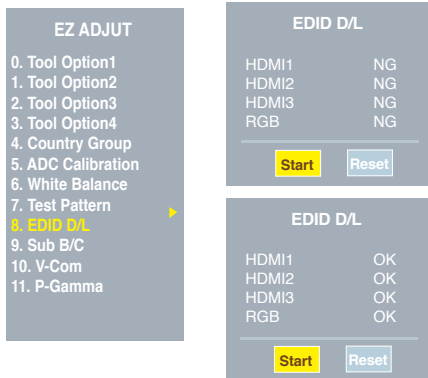 EZ ADJUT
0. Tool Option1
1. Tool Option2
2. Tool Option3
3. Tool Option4
4. Country Group
5. ADC Calibration
6. White Balance
7. Test Pattern
8. EDID D/L
9. Sub B/C
10. V-Com
11. P-Gamma
EDID D/L
HDMI1 NG
HDMI2 NG
HDMI3 NG
RGB NG
Start Reset
EDID D/L
HDMI1 OK
HDMI2 OK
HDMI3 OK
RGB OK
Start Reset